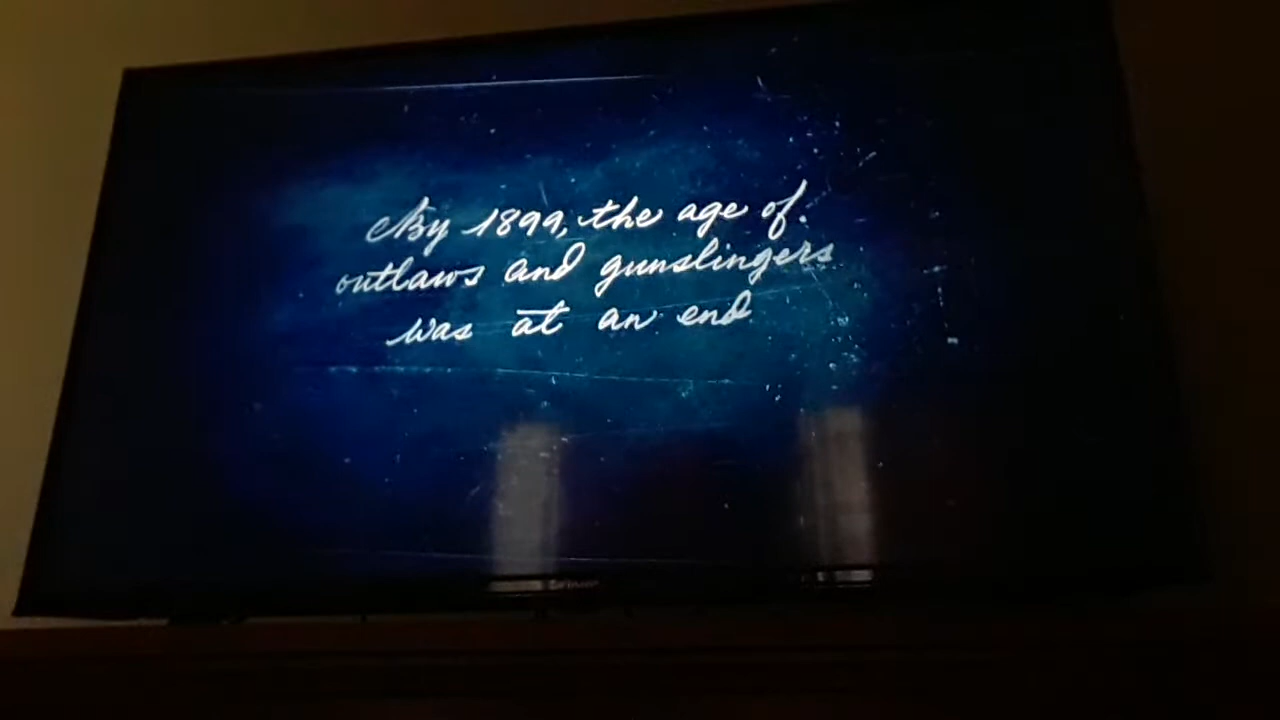 By 1899, the age of
outlaws and gunslingers
was at an end